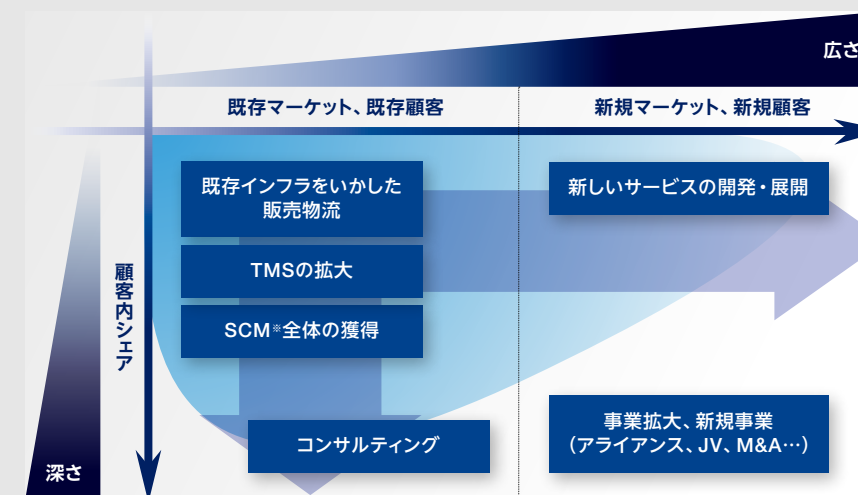 広さ
既存マーケット、既存顧客
新規マーケット、新規顧客
既存インフラをいかした
販売物流
新しいサービスの開発・展開
TMSの拡大
顧客内シェア
SCM※全体の獲得
事業拡大、新規事業
（アライアンス、JV、M&A…）
コンサルティング
深さ